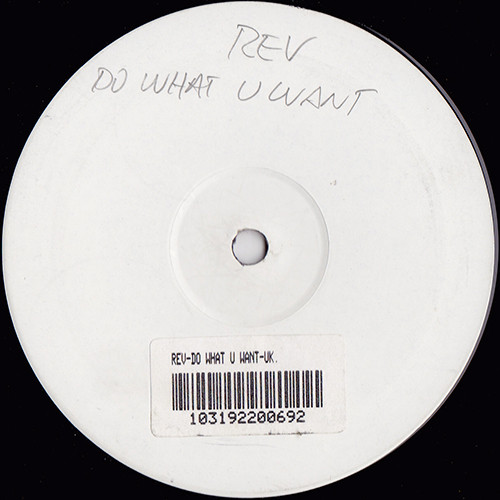 REV
DO WHAT U WANT
REV-DO WHAT U WANT-UK.
103192200692